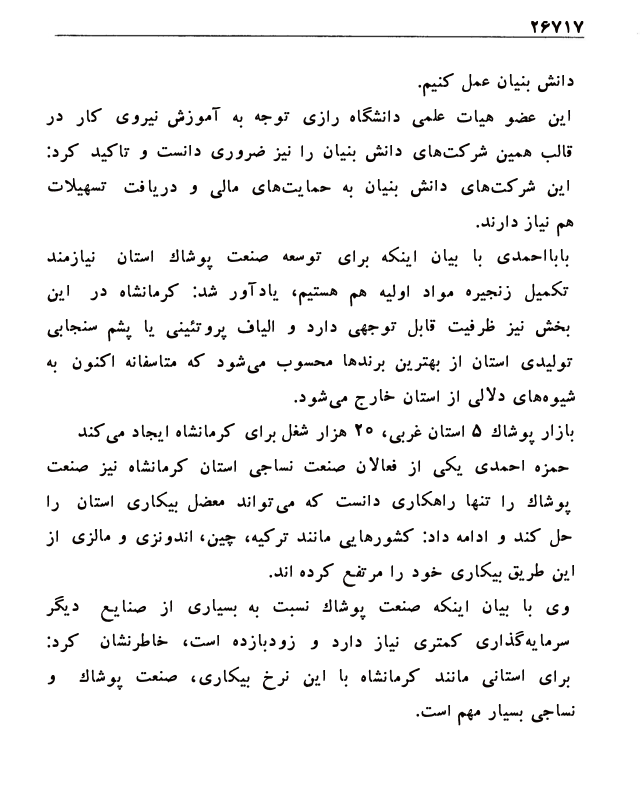 ۲۶۷۱۷
دانش بنیان عمل کنیم.
این عضو هیات علمی دانشگاه رازی توجه به آموزش نیروی کار در
قالب همین شرکت‌های دانش بنیان را نیز ضروری دانست و تاکید کرد:
این شرکت‌های دانش بنیان به حمایت‌های مالی و دریافت تسهیلات
هم نیاز دارند.
بابااحمدی با بیان اینکه برای توسعه صنعت پوشاك استان نیازمند
تکمیل زنجیره مواد اولیه هم هستیم، یادآور شد: کرمانشاه در این
بخش نیز ظرفیت قابل توجهی دارد و الیاف پروتئینی یا پشم سنجابی
تولیدی استان از بهترین برندها محسوب می‌شود که متاسفانه اکنون به
شیوه‌های دلالی از استان خارج می‌شود.
بازار پوشاك ۵ استان غربی، ۲۰ هزار شغل برای کرمانشاه ایجاد می‌کند
حمزه احمدی یکی از فعالان صنعت نساجی استان کرمانشاه نیز صنعت
پوشاك را تنها راهکاری دانست که می‌تواند معضل بیکاری استان را
حل کند و ادامه داد: کشورهایی مانند ترکیه، چین، اندونزی و مالزی از
این طریق بیکاری خود را مرتفع کرده اند.
وی با بیان اینکه صنعت پوشاك نسبت به بسیاری از صنایع دیگر
سرمایه‌گذاری کمتری نیاز دارد و زودبازده است، خاطرنشان کرد:
برای استانی مانند کرمانشاه با این نرخ بیکاری، صنعت پوشاك و
نساجی بسیار مهم است.